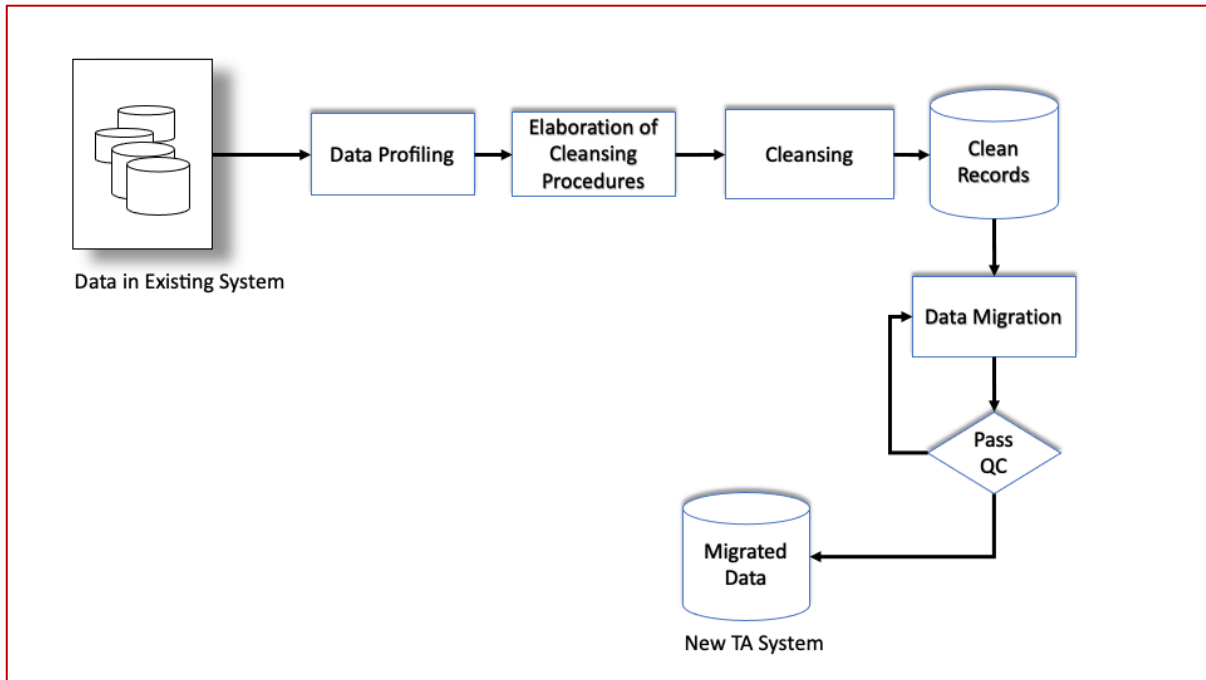 Data in Existing System
Data Profiling
Elaboration of
Cleansing
Procedures
Cleansing
Clean
Records
Data Migration
Pass
QC
Migrated
Data
New TA System